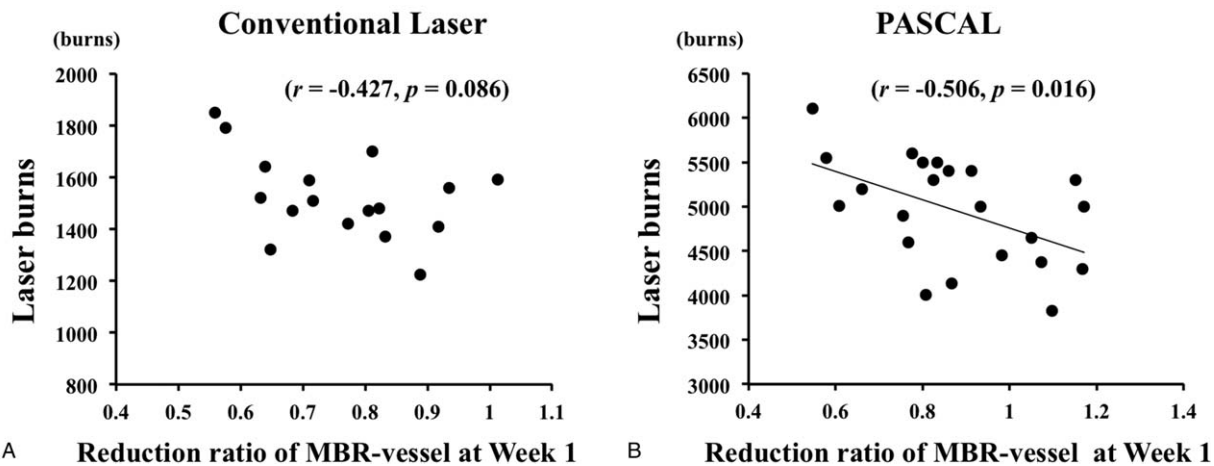 Conventional Laser
(burns)
(r = -0.427, p = 0.086)
2000
1800
1600
1400
1200
1000
800
Laser burns
0.4 0.5 0.6 0.7 0.8 0.9 1 1.1
A Reduction ratio of MBR-vessel at Week 1
PASCAL
(burns)
(r = -0.506, p = 0.016)
6500
6000
5500
5000
4500
4000
3500
3000
Laser burns
0.4 0.6 0.8 1 1.2 1.4
B Reduction ratio of MBR-vessel at Week 1